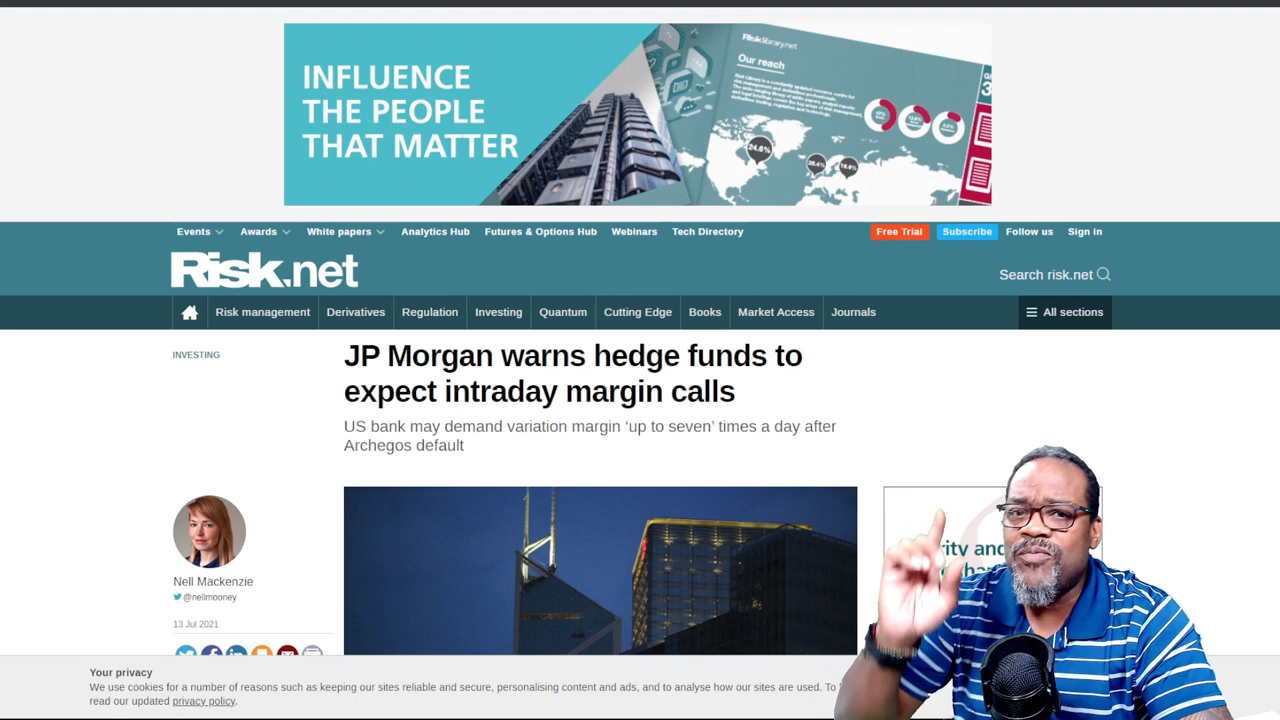 INFLUENCE
THE PEOPLE
THAT MATTER
Risklibrary.net
Our reach
24.6%
Events
Awards
White papers
Analytics Hub
Futures & Options Hub
Webinars
Tech Directory
Free Trial
Subscribe
Follow us
Sign in
Risk.net
Search risk.net
Risk management
Derivatives
Regulation
Investing
Quantum
Cutting Edge
Books
Market Access
Journals
All sections
INVESTING
JP Morgan warns hedge funds to
expect intraday margin calls
US bank may demand variation margin ‘up to seven’ times a day after
Archegos default
Nell Mackenzie
@nellmooney
13 Jul 2021
Your privacy
We use cookies for a number of reasons such as keeping our sites reliable and secure, personalising content and ads, and to analyse how our sites are used. To
read our updated privacy policy.